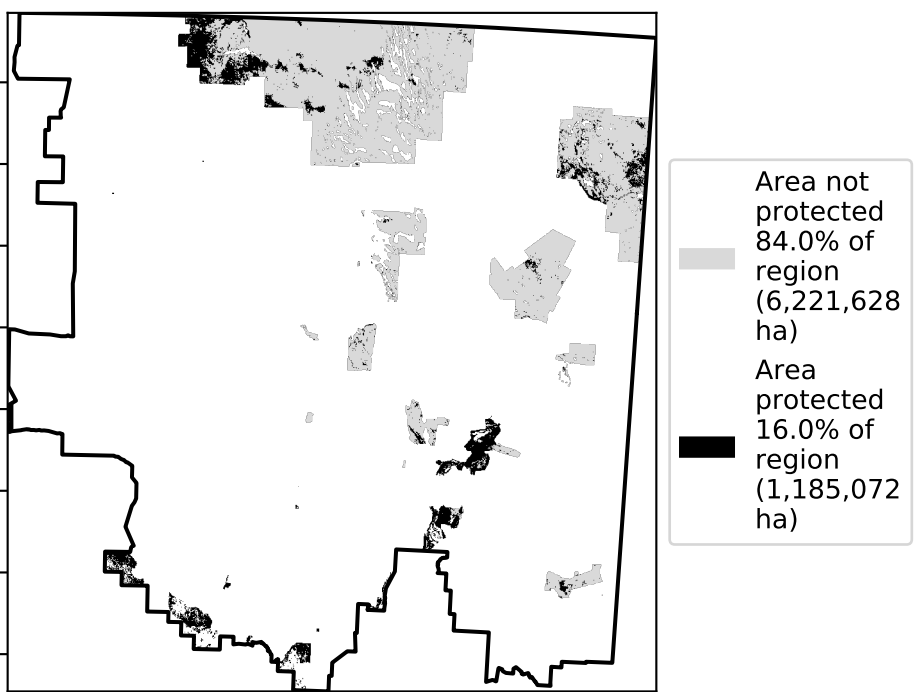 Area not
protected
84.0% of
region
(6,221,628
ha)
Area
protected
16.0% of
region
(1,185,072
ha)